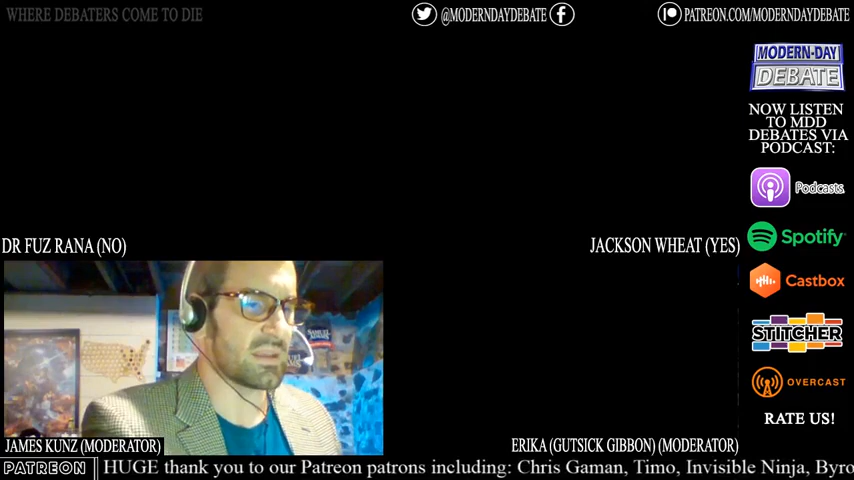 WHERE DEBATERS COME TO DIE
@MODERNDAYDEBATE
PATREON.COM/MODERNDAYDEBATE
MODERN-DAY
DEBATE
NOW LISTEN
TO MDD
DEBATES VIA
PODCAST:
Podcasts
Spotify
Castbox
STITCHER
OVERCAST
RATE US!
DR FUZ RANA (NO)
JACKSON WHEAT (YES)
SAMUEL
JAMES KUNZ (MODERATOR)
ERIKA (GUTSICK GIBBON) (MODERATOR)
PATREON
HUGE thank you to our Patreon patrons including: Chris Gaman, Timo, Invisible Ninja, Byro